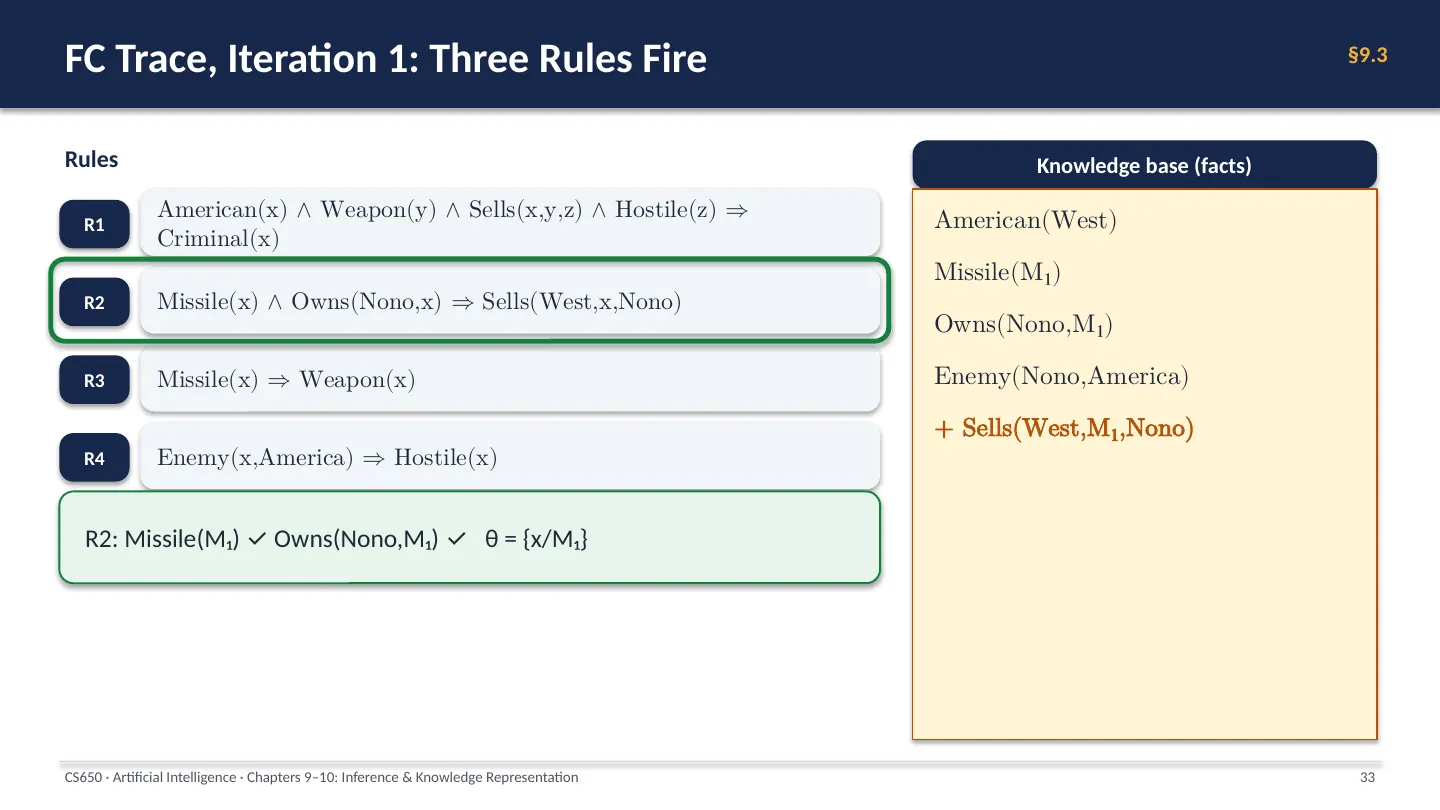 FC Trace, Iteration 1: Three Rules Fire
§9.3
Rules
R1
American(x) ∧ Weapon(y) ∧ Sells(x,y,z) ∧ Hostile(z) ⇒
Criminal(x)
R2
Missile(x) ∧ Owns(Nono,x) ⇒ Sells(West,x,Nono)
R3
Missile(x) ⇒ Weapon(x)
R4
Enemy(x,America) ⇒ Hostile(x)
R2: Missile(M₁) ✓ Owns(Nono,M₁) ✓ θ = {x/M₁}
Knowledge base (facts)
American(West)
Missile(M₁)
Owns(Nono,M₁)
Enemy(Nono,America)
+ Sells(West,M₁,Nono)
CS650 · Artificial Intelligence · Chapters 9–10: Inference & Knowledge Representation
33